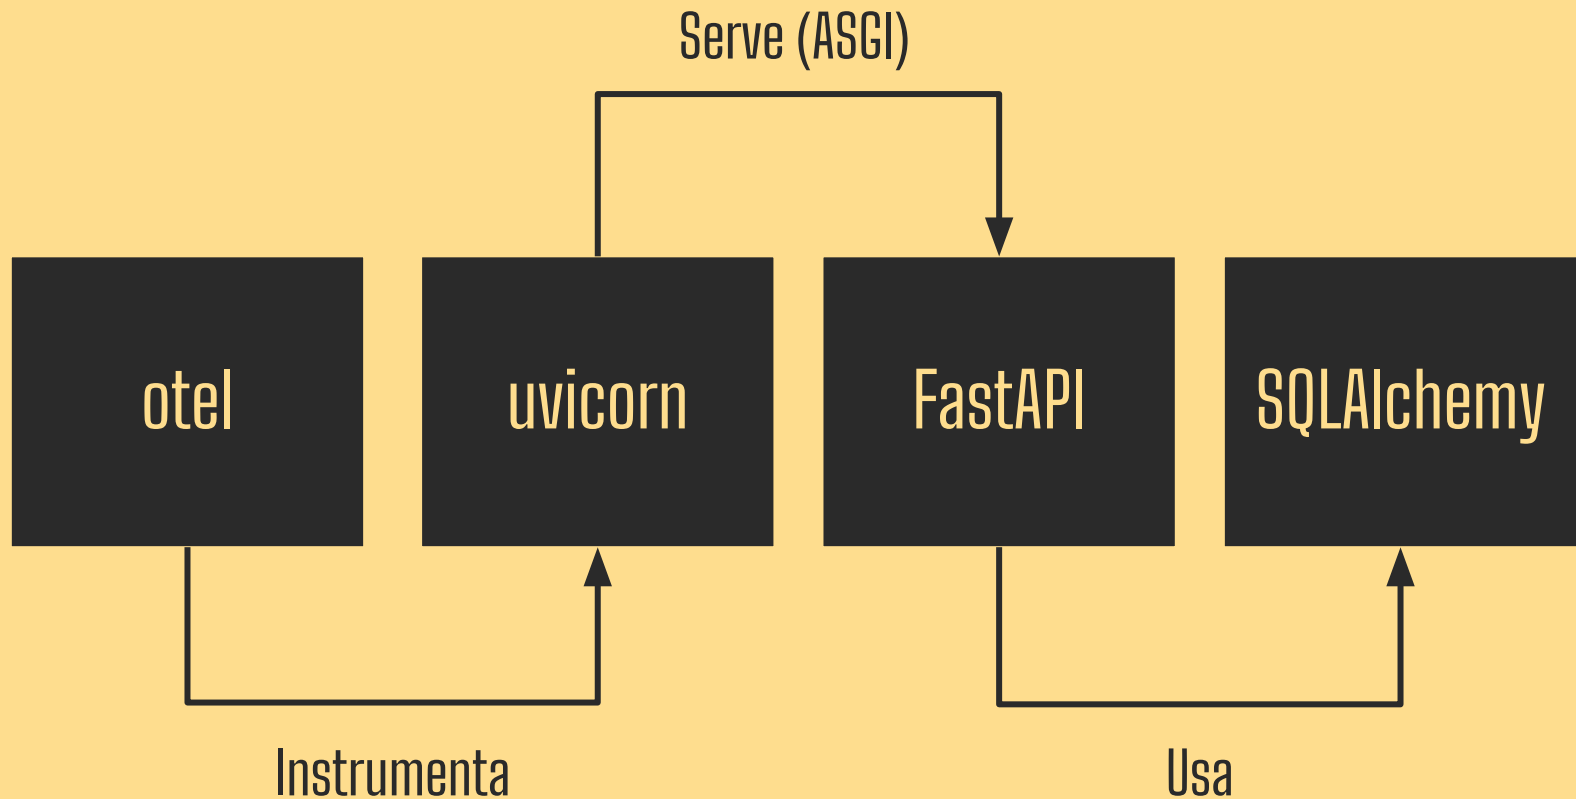 Serve (ASGI)
otel
uvicorn
FastAPI
SQLAlchemy
Instrumenta
Usa